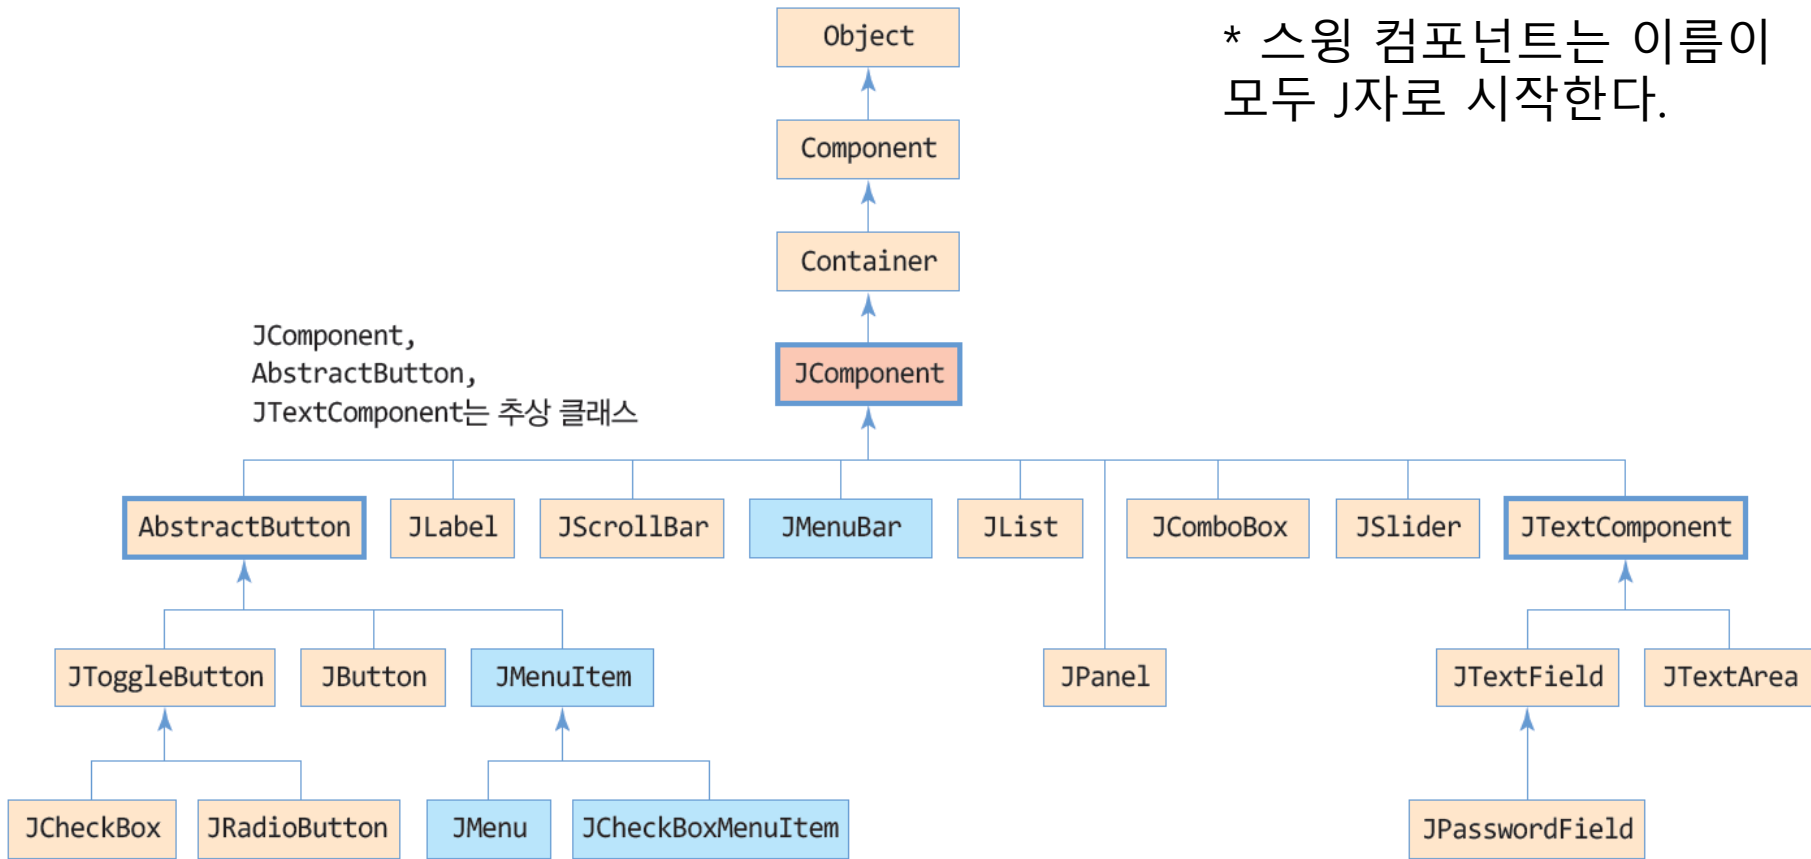 Object
* 스윙 컴포넌트는 이름이
모두 J자로 시작한다.
Component
Container
JComponent,
AbstractButton,
JTextComponent는 추상 클래스
JComponent
AbstractButton
JLabel
JScrollBar
JMenuBar
JList
JComboBox
JSlider
JTextComponent
JToggleButton
JButton
JMenuItem
JPanel
JTextField
JTextArea
JCheckBox
JRadioButton
JMenu
JCheckBoxMenuItem
JPasswordField